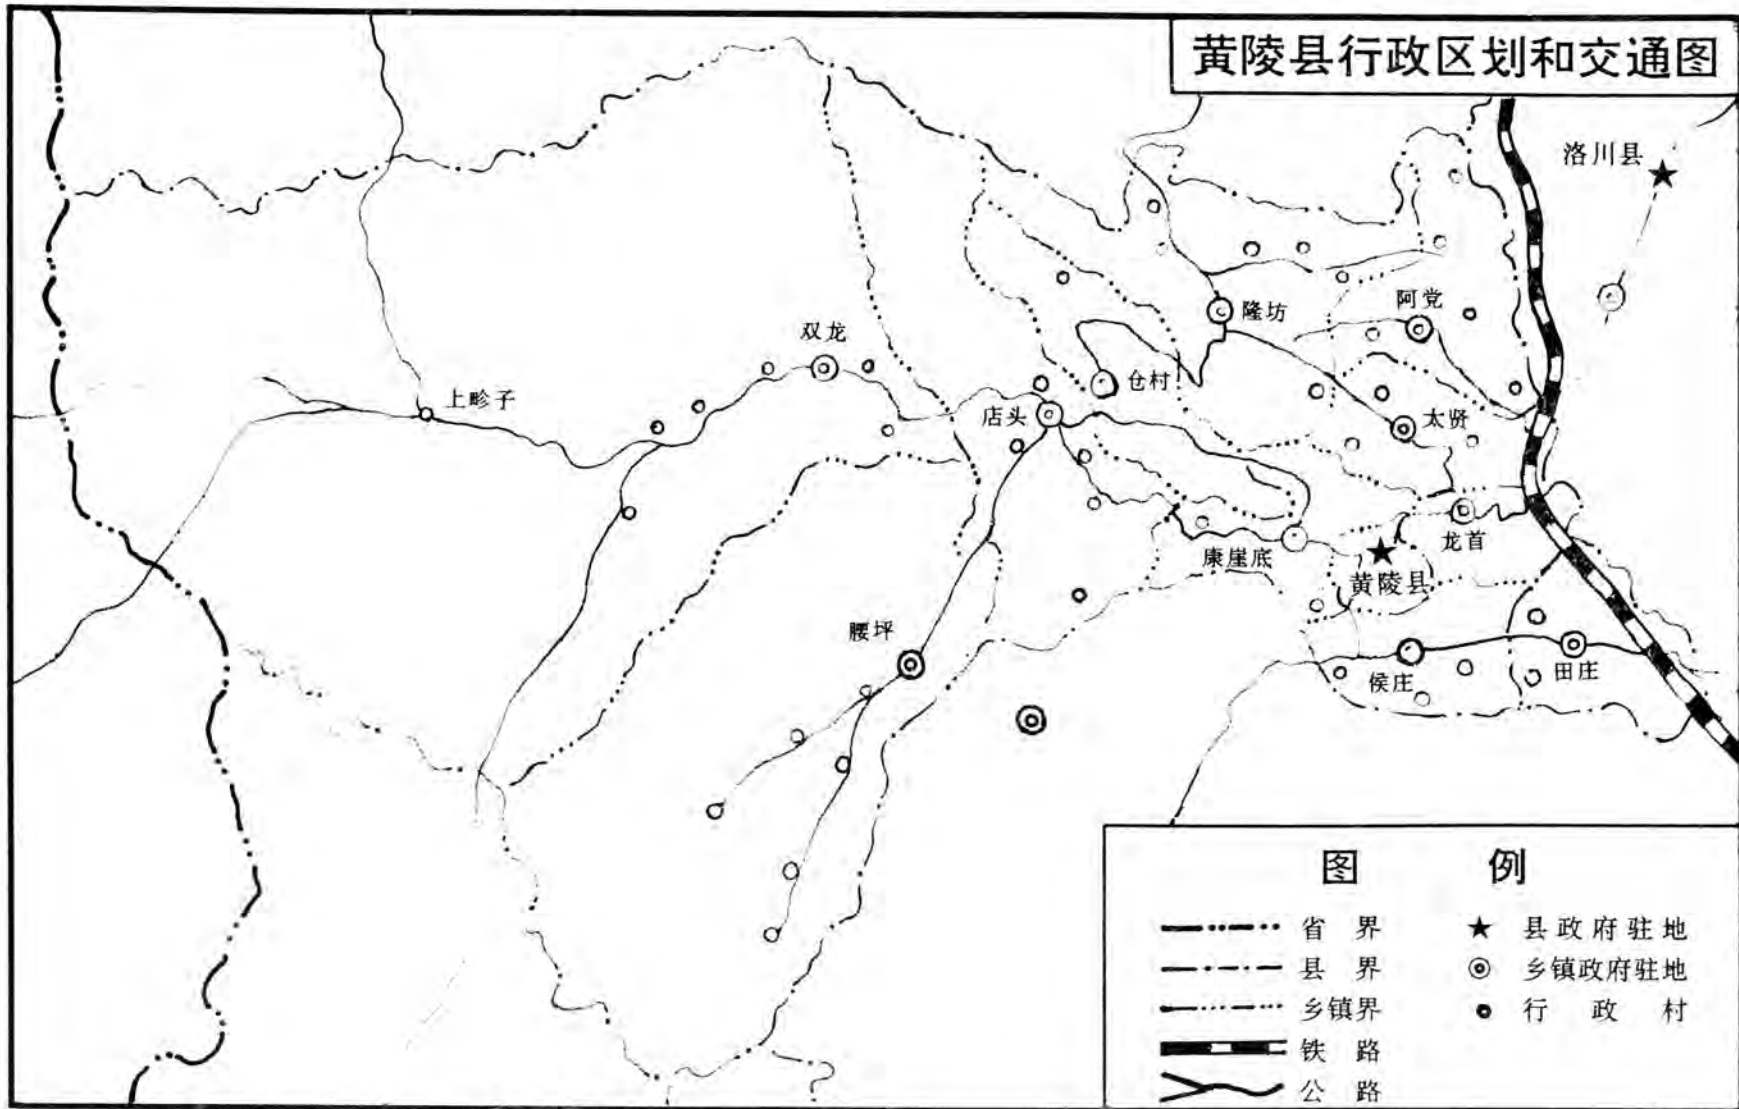 黄陵县行政区划和交通图
洛川县
阿党
隆坊
双龙
仓村
上畛子
店头
太贤
龙首
康崖底
黄陵县
腰坪
侯庄
田庄
图 例
省 界
县政府驻地
县 界
乡镇政府驻地
乡镇界
行 政 村
铁 路
公 路